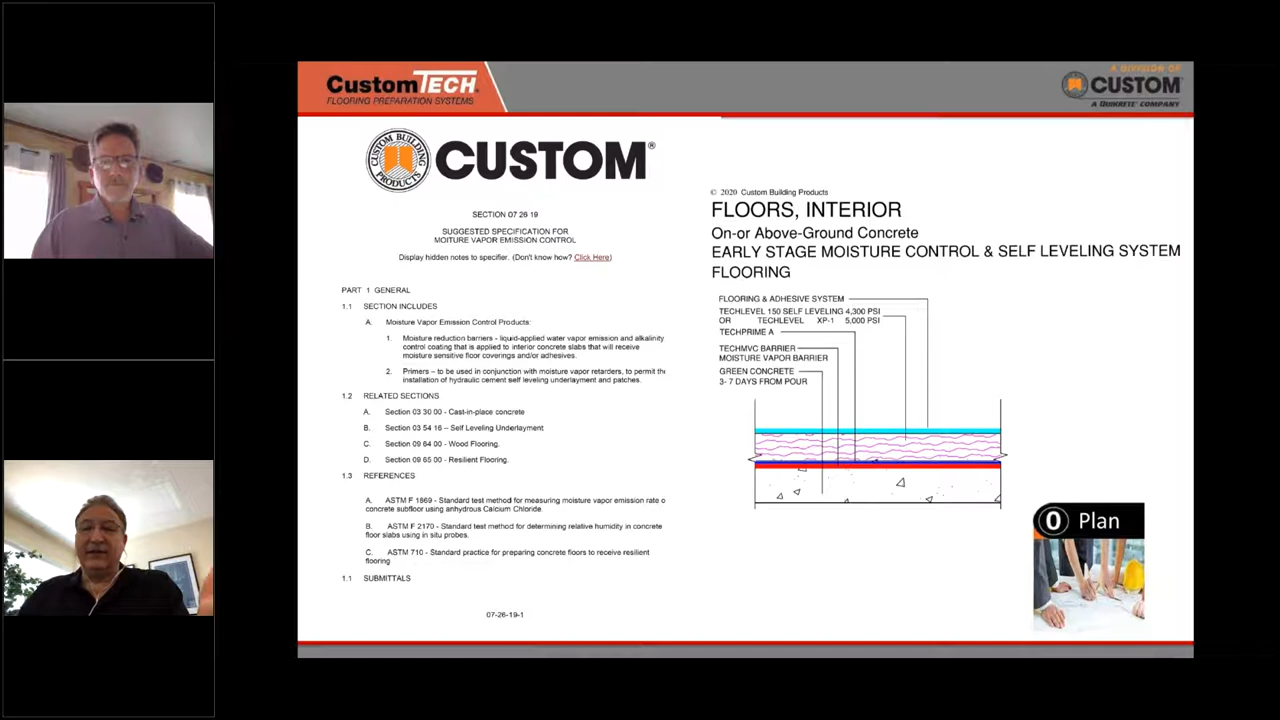 CustomTECH®
FLOORING PREPARATION SYSTEMS
A DIVISION OF
CUSTOM®
A QUIKRETE® COMPANY
CUSTOM BUILDING PRODUCTS
CUSTOM®
SECTION 07 26 19
SUGGESTED SPECIFICATION FOR
MOITURE VAPOR EMISSION CONTROL
Display hidden notes to specifier. (Don't know how? Click Here)
PART 1 GENERAL
1.1 SECTION INCLUDES
A. Moisture Vapor Emission Control Products:
1. Moisture reduction barriers - liquid-applied water vapor emission and alkalinity
control coating that is applied to interior concrete slabs that will receive
moisture sensitive floor coverings and/or adhesives.
2. Primers – to be used in conjunction with moisture vapor retarders, to permit the
installation of hydraulic cement self leveling underlayment and patches.
1.2 RELATED SECTIONS
A. Section 03 30 00 - Cast-in-place concrete
B. Section 03 54 16 – Self Leveling Underlayment
C. Section 09 64 00 - Wood Flooring.
D. Section 09 65 00 - Resilient Flooring.
1.3 REFERENCES
A. ASTM F 1869 - Standard test method for measuring moisture vapor emission rate o
concrete subfloor using anhydrous Calcium Chloride.
B. ASTM F 2170 - Standard test method for determining relative humidity in concrete
floor slabs using in situ probes.
C. ASTM 710 - Standard practice for preparing concrete floors to receive resilient
flooring
1.1 SUBMITTALS
07-26-19-1
© 2020 Custom Building Products
FLOORS, INTERIOR
On-or Above-Ground Concrete
EARLY STAGE MOISTURE CONTROL & SELF LEVELING SYSTEM
FLOORING
FLOORING & ADHESIVE SYSTEM
TECHLEVEL 150 SELF LEVELING 4,300 PSI
OR TECHLEVEL XP-1 5,000 PSI
TECHPRIME A
TECHMVC BARRIER
MOISTURE VAPOR BARRIER
GREEN CONCRETE
3- 7 DAYS FROM POUR
0 Plan